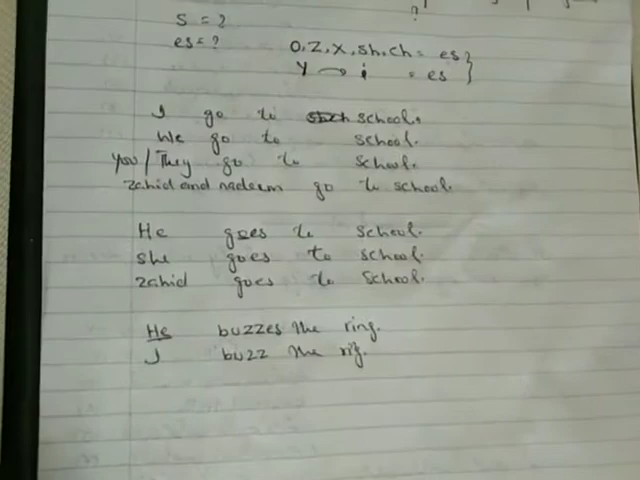 ?
s = ?
es = ?
o, z, x, sh, ch = es }
y → i = es }
I go to school.
We go to school.
You / They go to school.
Zahid and nadeem go to school.
He goes to school.
she goes to school.
zahid goes to school.
He buzzes the ring.
I buzz the